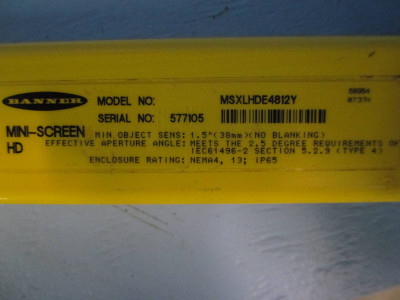 BANNER
MODEL NO: MSXLHDE4812Y
SERIAL NO: 577105
MINI-SCREEN HD
MIN OBJECT SENS: 1.5"(38mm)(NO BLANKING)
EFFECTIVE APERTURE ANGLE: MEETS THE 2.5 DEGREE REQUIREMENTS OF
IEC61496-2 SECTION 5.2.9 (TYPE 4)
ENCLOSURE RATING: NEMA4, 13; IP65